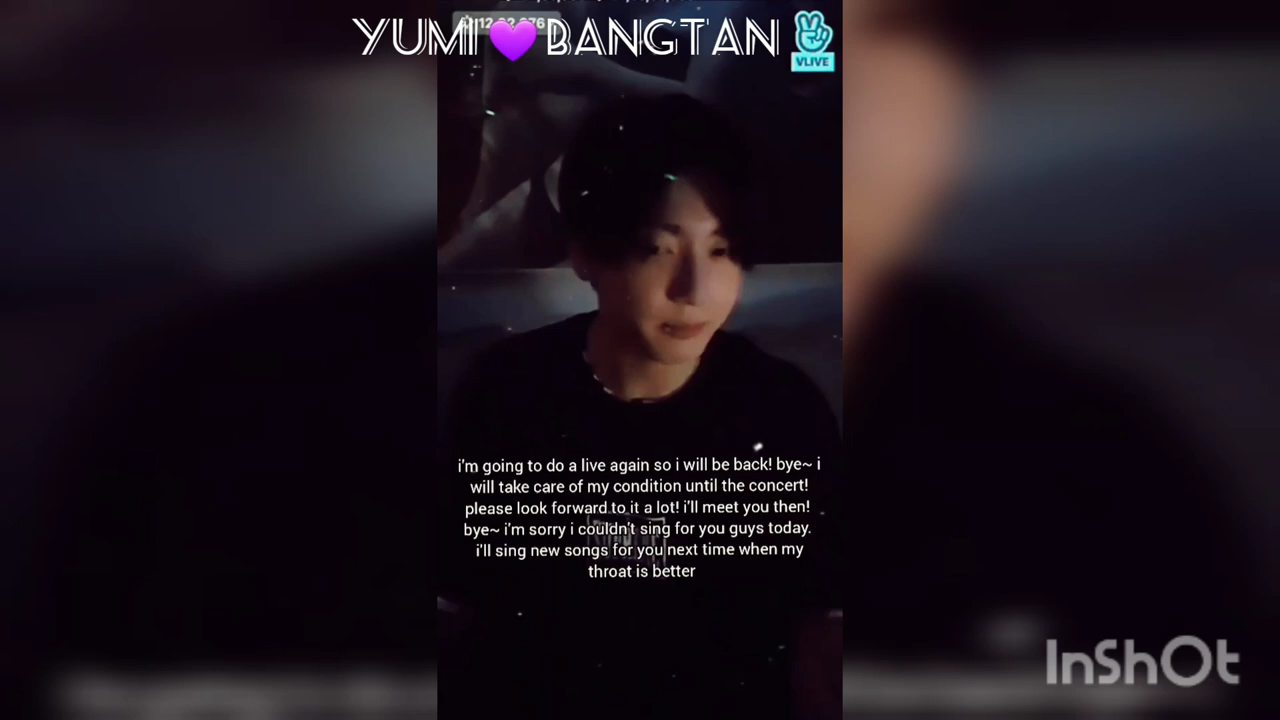 YUMI💜BANGTAN
VLIVE
i'm going to do a live again so i will be back! bye~ i
will take care of my condition until the concert!
please look forward to it a lot! i'll meet you then!
bye~ i'm sorry i couldn't sing for you guys today.
i'll sing new songs for you next time when my
throat is better
InShOt